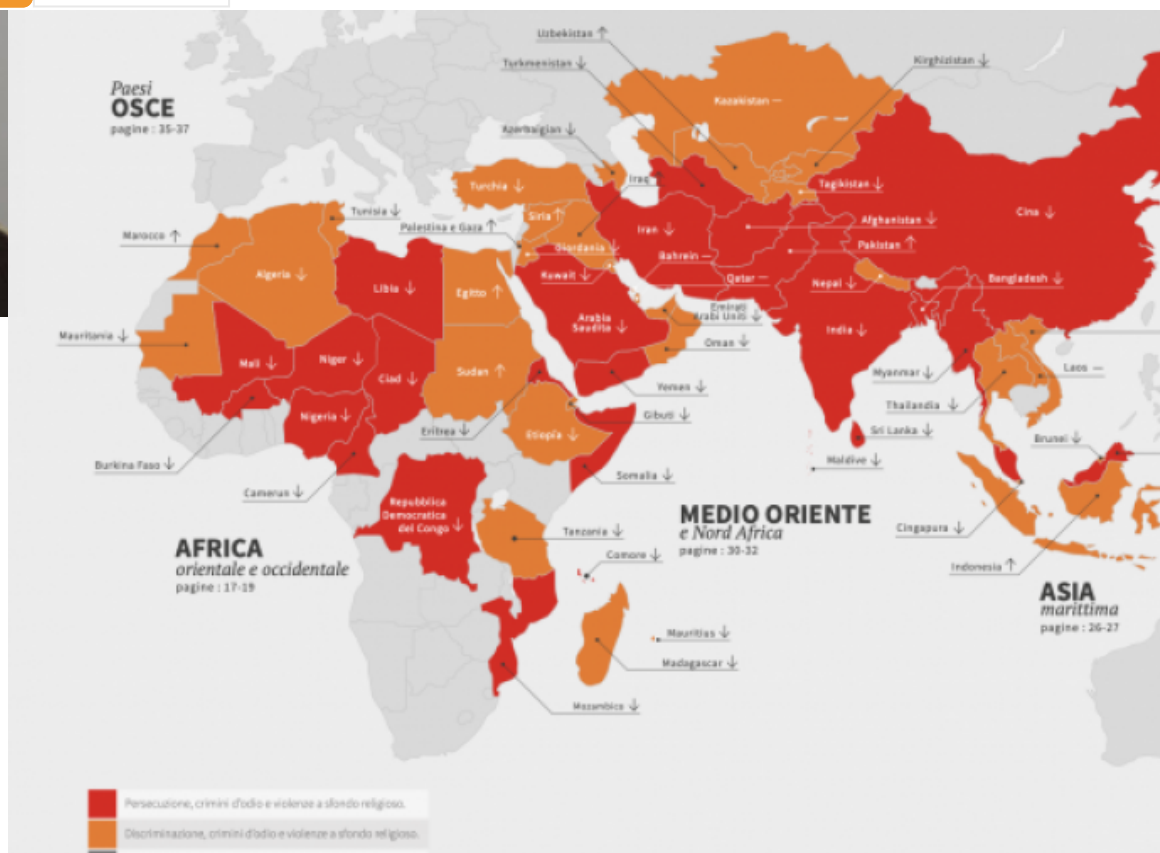 Uzbekistan ↑
Turkmenistan ↓
Kirghizistan ↓
Paesi
OSCE
pagine : 35-37
Kazakistan —
Azerbaigian ↓
Iraq
Turchia ↓
Tagikistan ↓
Tunisia ↓
Siria ↑
Cina ↓
Palestina e Gaza ↑
Afghanistan ↓
Marocco ↑
Iran ↓
Giordania ↓
Pakistan ↑
Bahrein —
Algeria ↓
Kuwait ↓
Qatar —
Nepal ↓
Bangladesh ↓
Libia ↓
Egitto ↑
Emirati
Arabi Uniti ↓
Arabia
Saudita ↓
India ↓
Mauritania ↓
Oman ↓
Mali ↓
Niger ↓
Ciad ↓
Sudan ↑
Myanmar ↓
Laos —
Yemen ↓
Thailandia ↓
Nigeria ↓
Gibuti ↓
Eritrea ↓
Etiopia ↓
Sri Lanka ↓
Brunei ↓
Burkina Faso ↓
Maldive ↓
Somalia ↓
Camerun ↓
Repubblica
Democratica
del Congo ↓
MEDIO ORIENTE
e Nord Africa
pagine : 30-32
Cingapura ↓
Tanzania ↓
AFRICA
orientale e occidentale
pagine : 17-19
Comore ↓
Indonesia ↑
ASIA
marittima
pagine : 26-27
Mauritius ↓
Madagascar ↓
Mozambico ↓
Persecuzione, crimini d'odio e violenze a sfondo religioso.
Discriminazione, crimini d'odio e violenze a sfondo religioso.